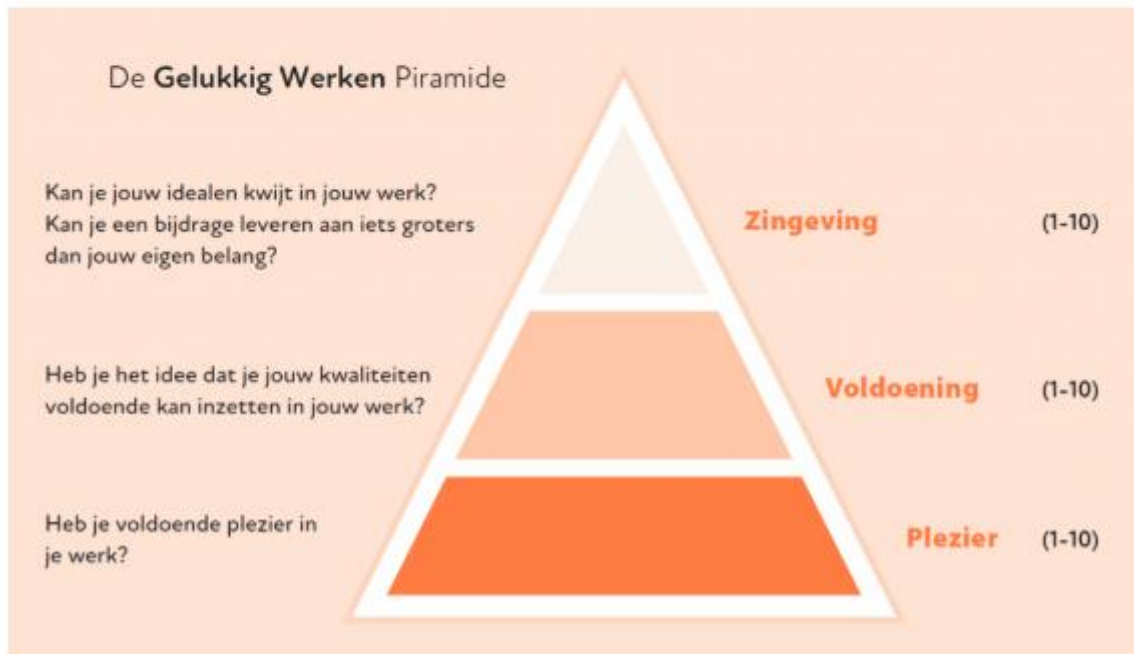 De Gelukkig Werken Piramide
Kan je jouw idealen kwijt in jouw werk?
Kan je een bijdrage leveren aan iets groters
dan jouw eigen belang?
Zingeving (1-10)
Heb je het idee dat je jouw kwaliteiten
voldoende kan inzetten in jouw werk?
Voldoening (1-10)
Heb je voldoende plezier in
je werk?
Plezier (1-10)